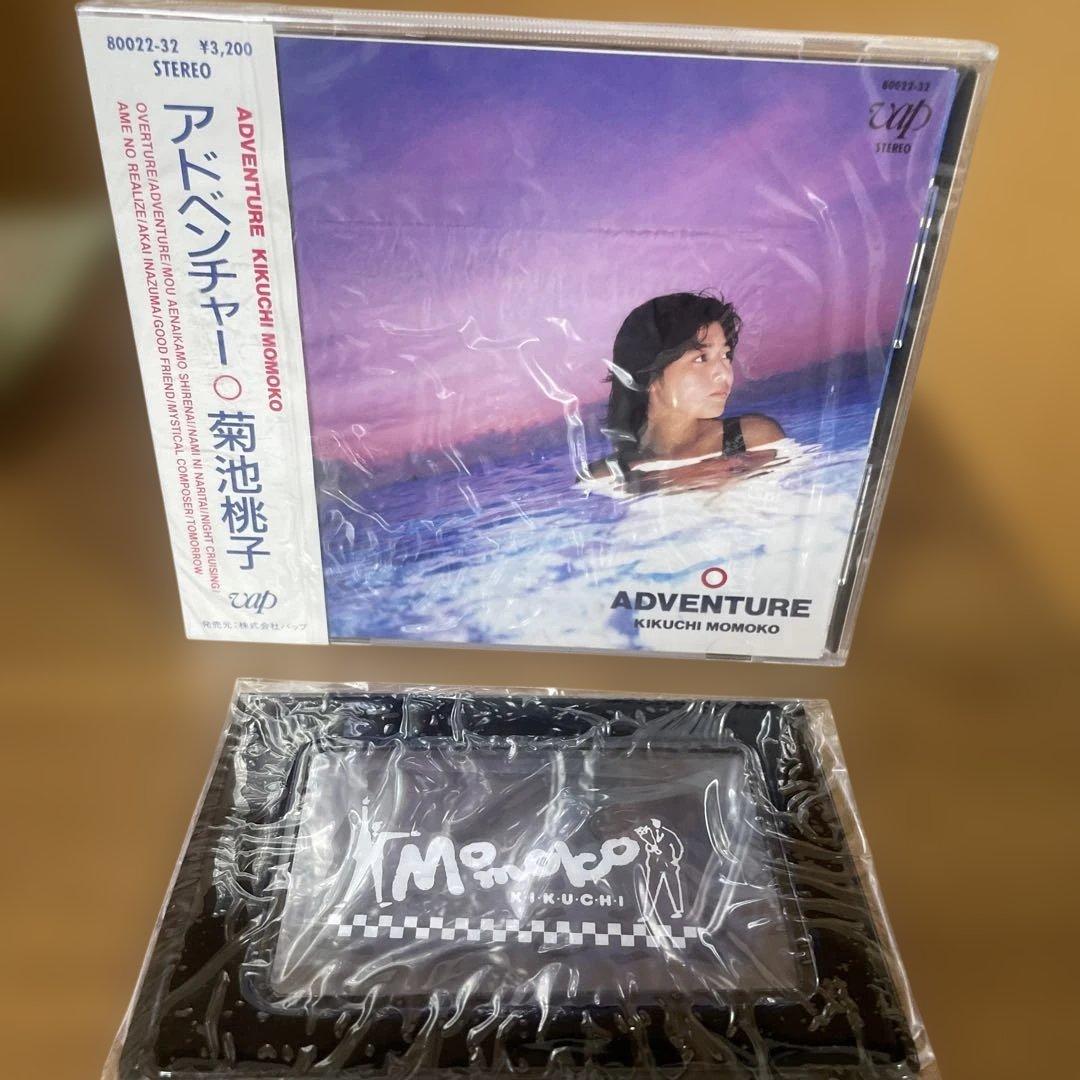 80022-32 ¥3,200
STEREO
ADVENTURE KIKUCHI MOMOKO
アドベンチャー○菊池桃子
OVERTURE/ADVENTURE/MOU AENAIKAMO SHIRENAI/NAMI NI NARITAI/NIGHT CRUISING/
AME NO REALIZE/AKAI INAZUMA/GOOD FRIEND/MYSTICAL COMPOSER/TOMORROW
vap
発売元:株式会社バップ
80022-32
vap
STEREO
ADVENTURE
KIKUCHI MOMOKO
Momoko
K·I·K·U·C·H·I